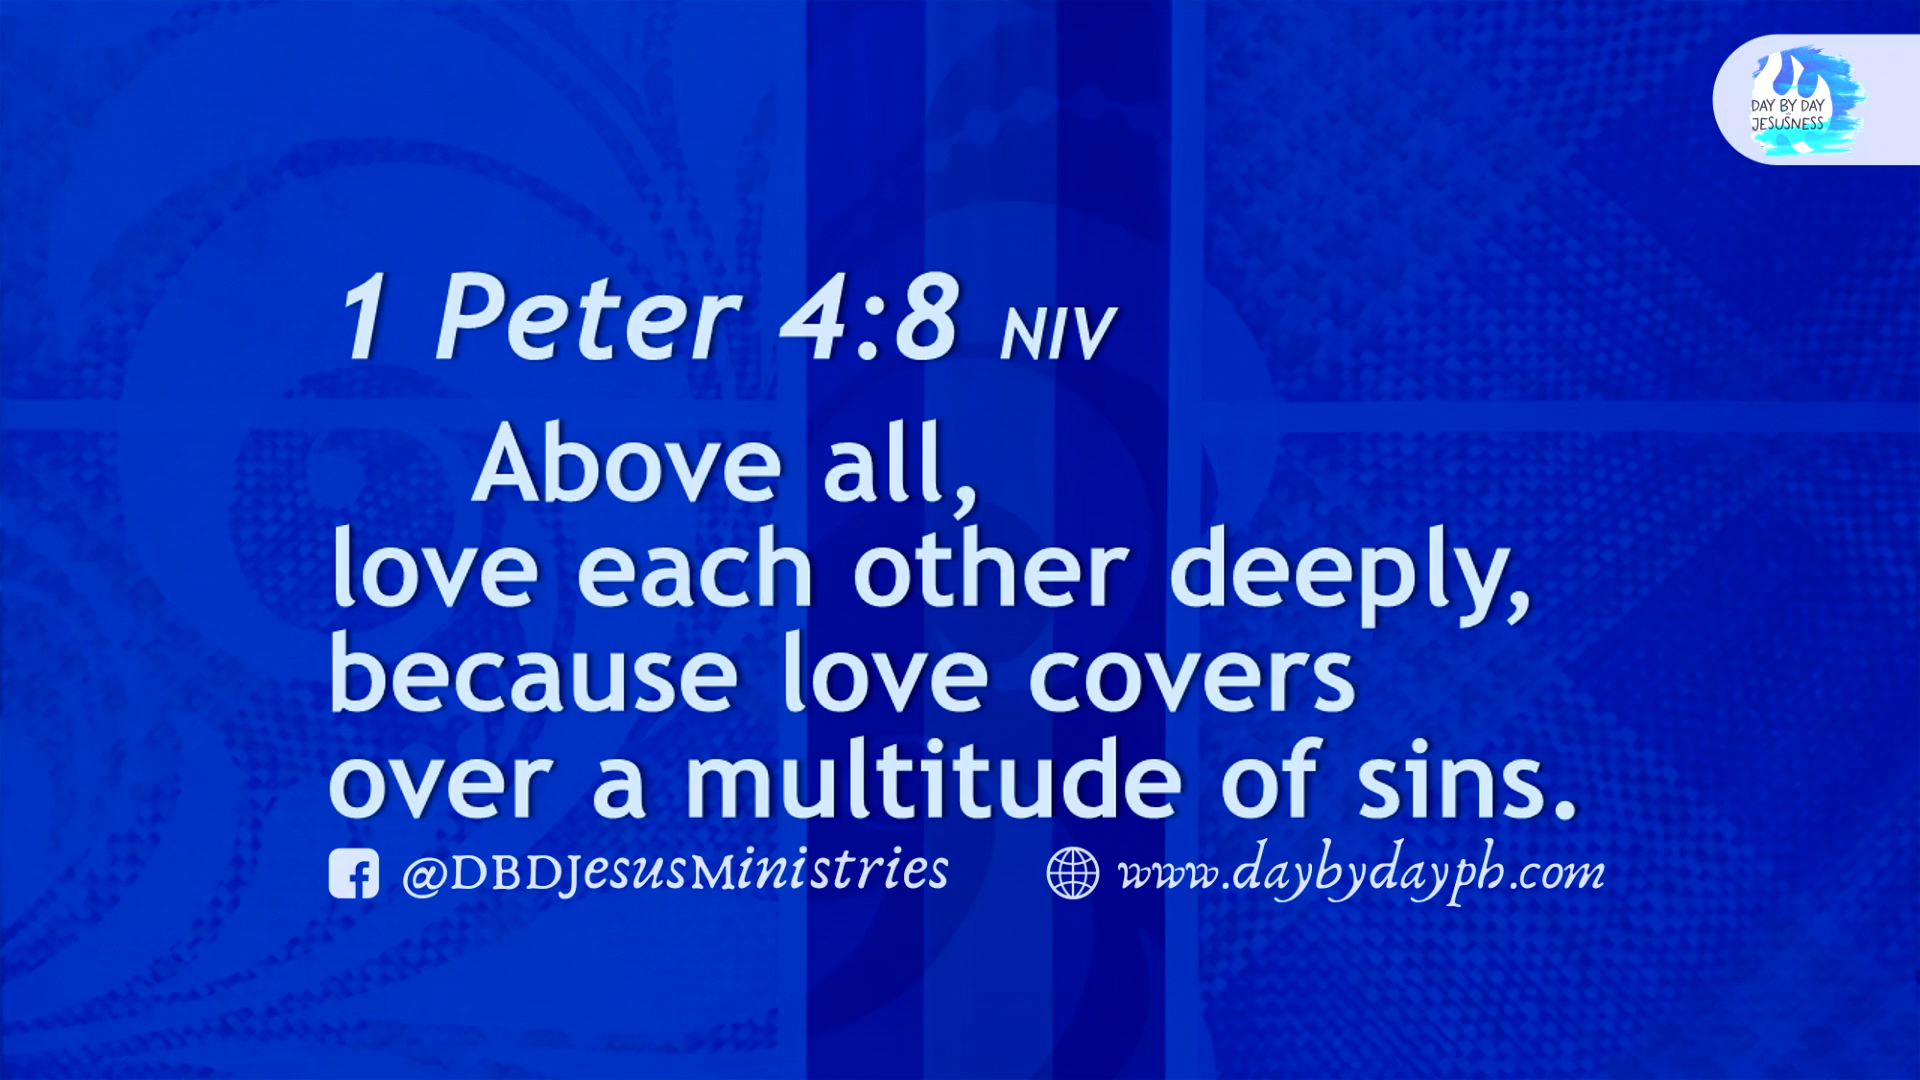 DAY BY DAY
JESUSNESS
1 Peter 4:8 NIV
Above all,
love each other deeply,
because love covers
over a multitude of sins.
@DBDJesusMinistries
www.daybydayph.com